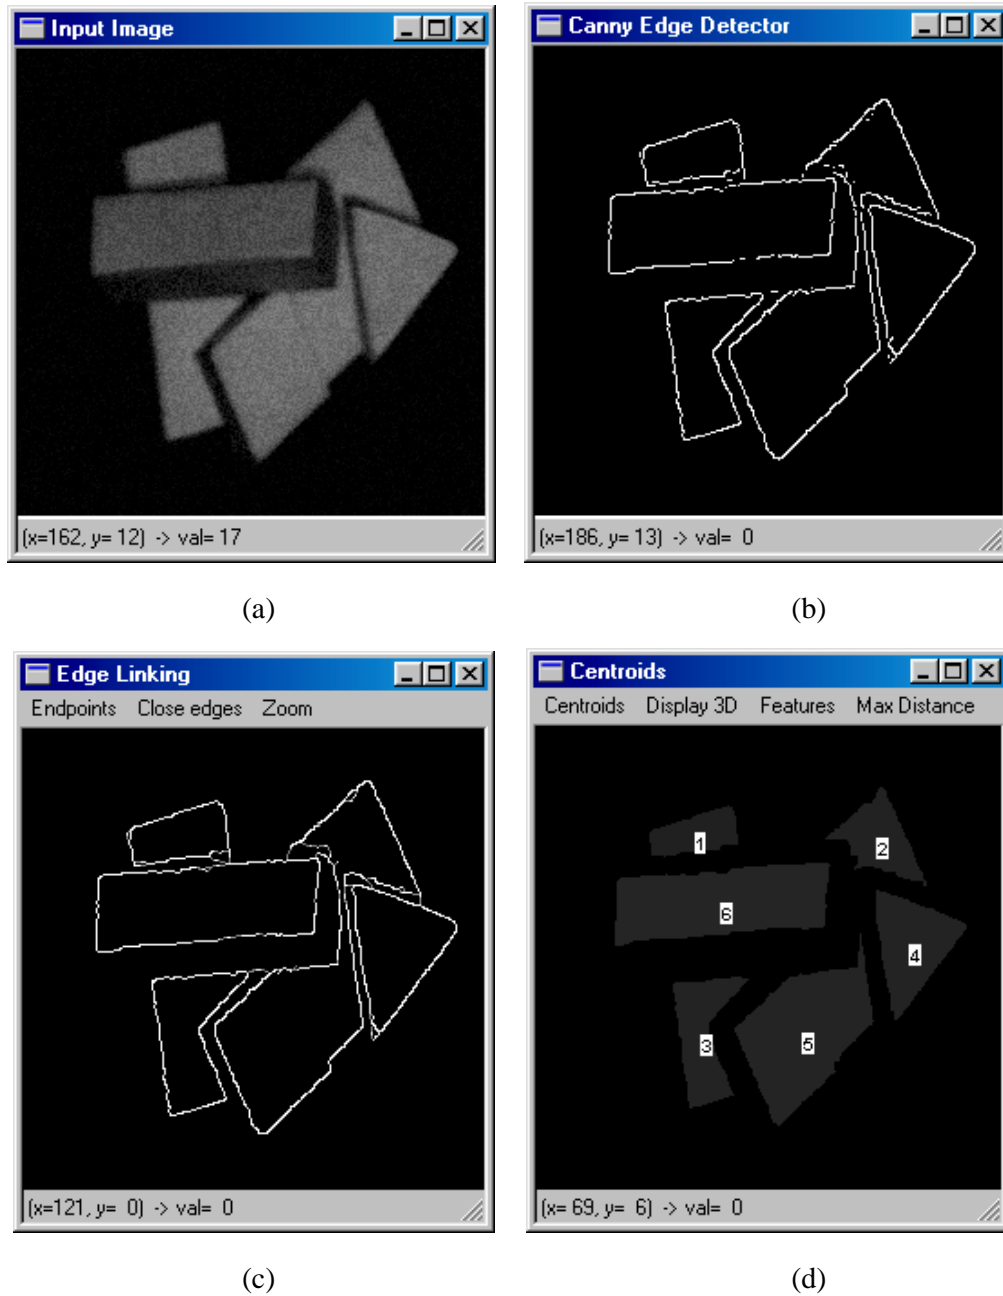 Input Image
(x=162, y= 12) -> val= 17
(a)
Canny Edge Detector
(x=186, y= 13) -> val= 0
(b)
Edge Linking
Endpoints Close edges Zoom
(x=121, y= 0) -> val= 0
(c)
Centroids
Centroids Display 3D Features Max Distance
1
2
6
4
3
5
(x= 69, y= 6) -> val= 0
(d)